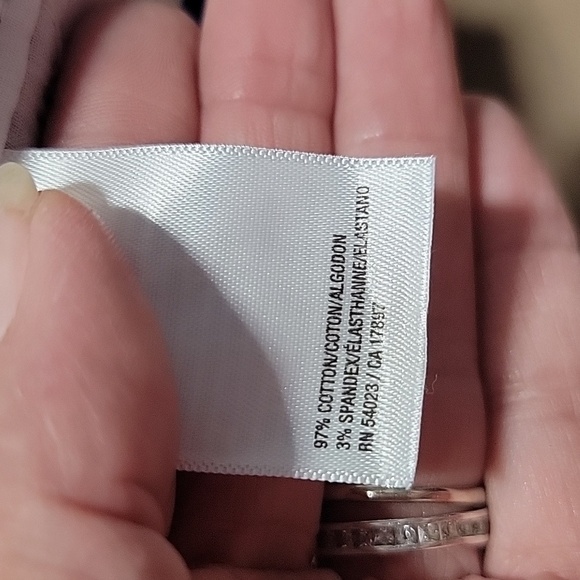 97% COTTON/COTON/ALGODON
3% SPANDEX/ÉLASTHANNE/ELASTANO
RN 54023 / CA 17897